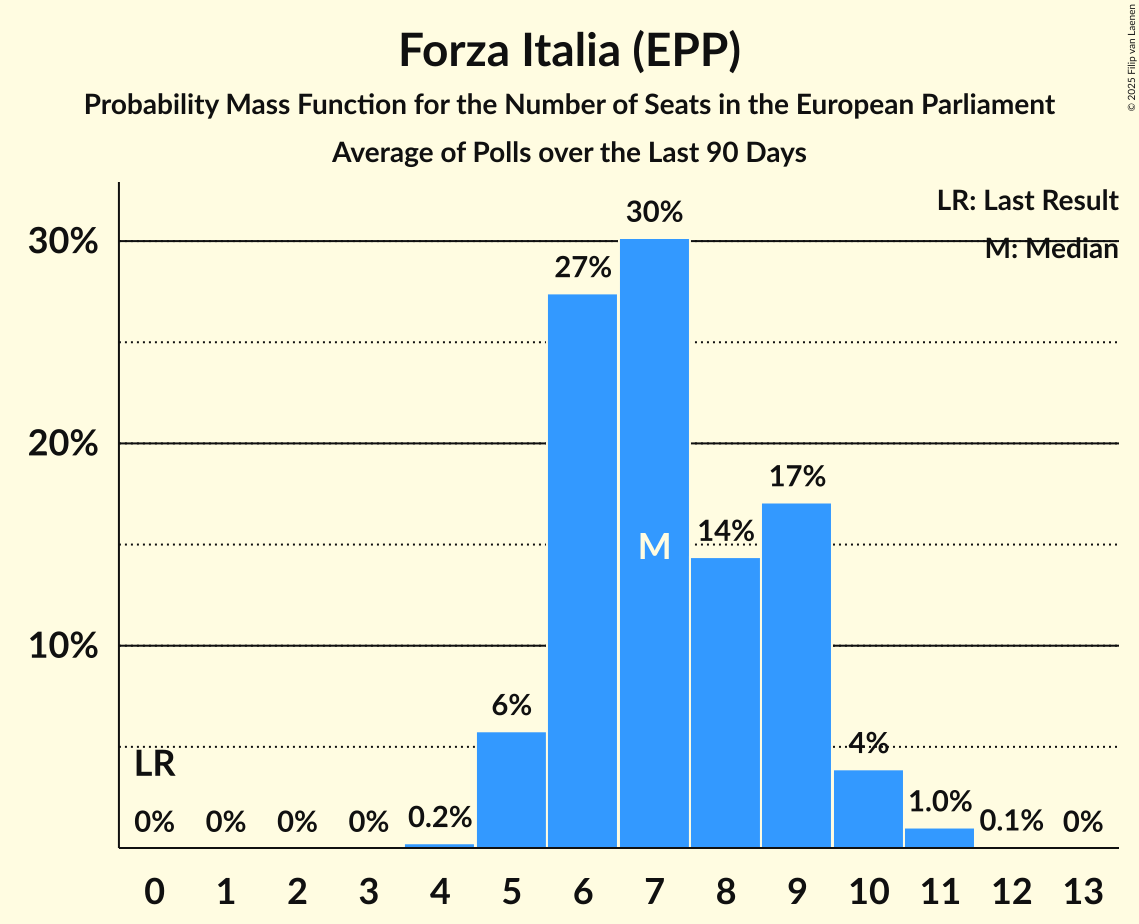 Forza Italia (EPP)
Probability Mass Function for the Number of Seats in the European Parliament
Average of Polls over the Last 90 Days
© 2025 Filip van Laenen
LR: Last Result
M: Median
30%
20%
10%
30%
27%
17%
14%
M
6%
4%
LR
0% 0% 0% 0% 0.2% 1.0% 0.1% 0%
0 1 2 3 4 5 6 7 8 9 10 11 12 13